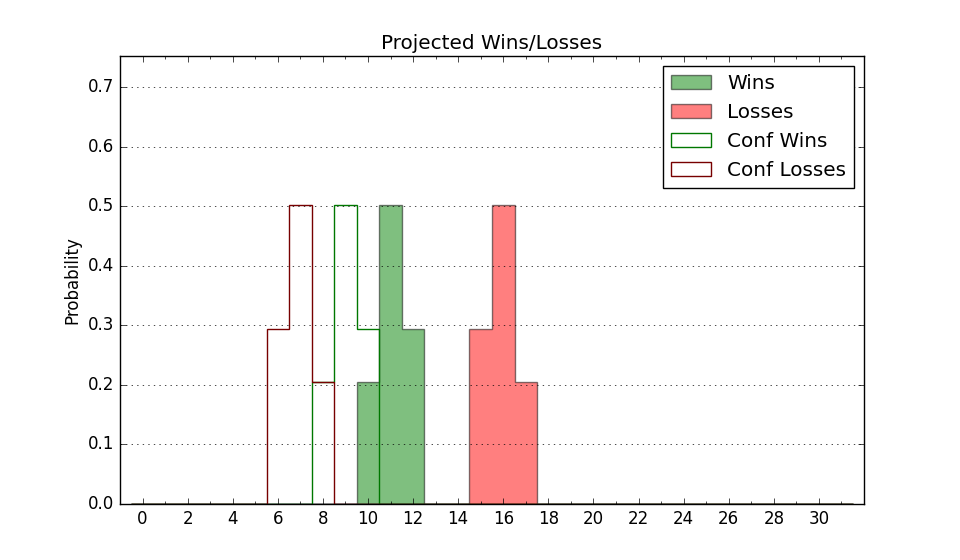 Projected Wins/Losses
Wins
Losses
Conf Wins
Conf Losses
Probability
0.7
0.6
0.5
0.4
0.3
0.2
0.1
0.0
0 2 4 6 8 10 12 14 16 18 20 22 24 26 28 30